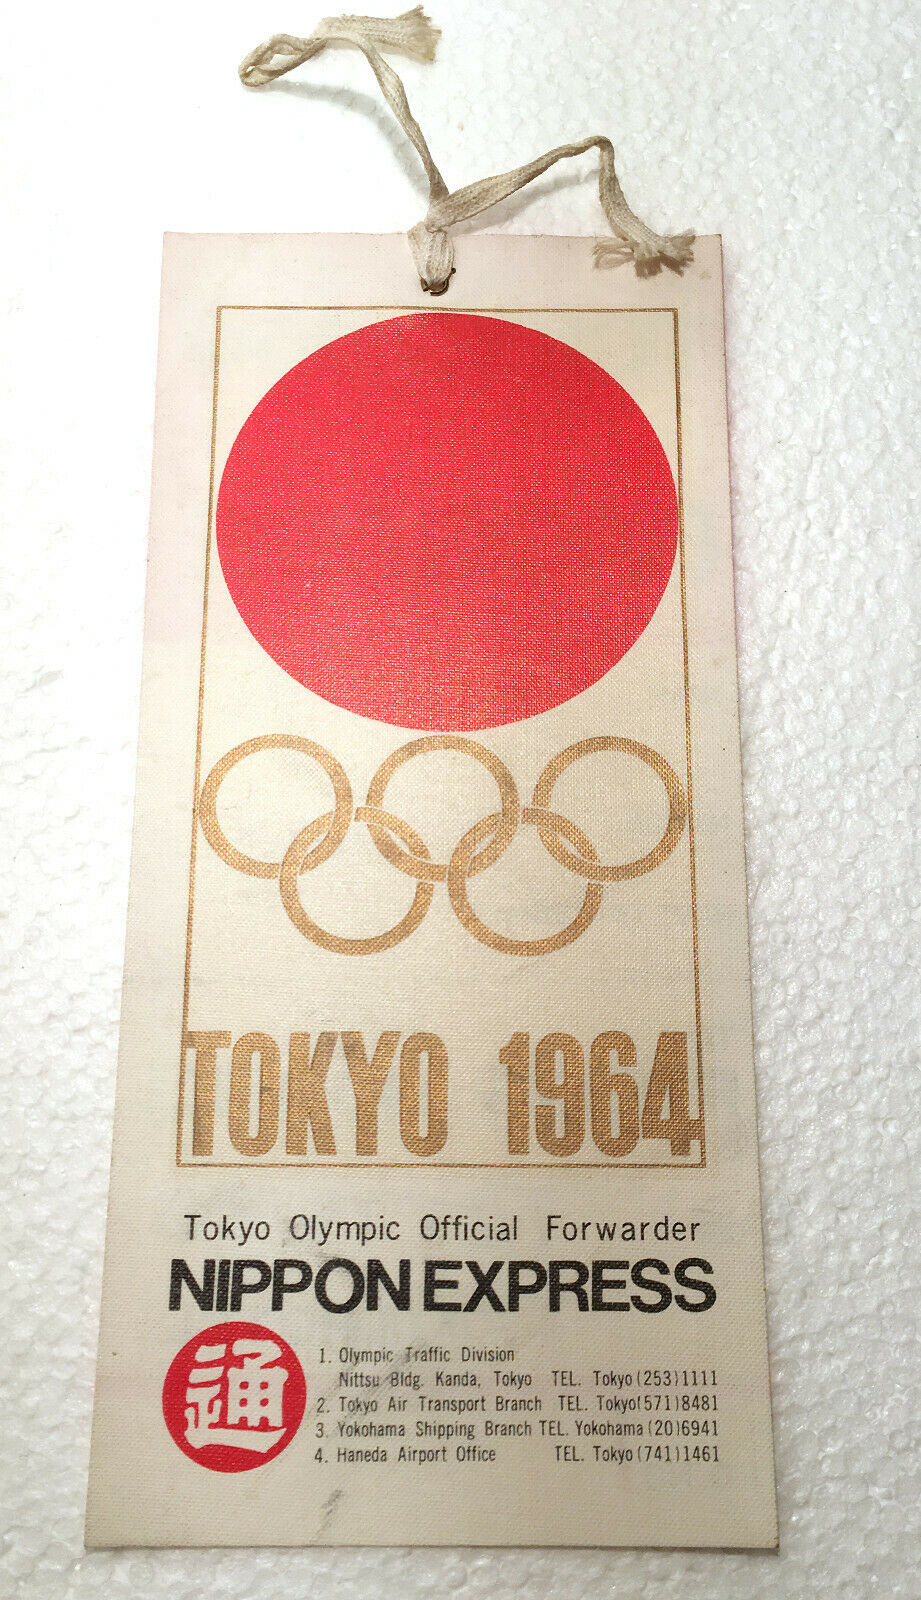 TOKYO 1964
Tokyo Olympic Official Forwarder
NIPPON EXPRESS
通
1. Olympic Traffic Division
Nittsu Bldg. Kanda, Tokyo TEL. Tokyo (253) 1111
2. Tokyo Air Transport Branch TEL. Tokyo (571) 8481
3. Yokohama Shipping Branch TEL. Yokohama (20) 6941
4. Haneda Airport Office TEL. Tokyo (741) 1461